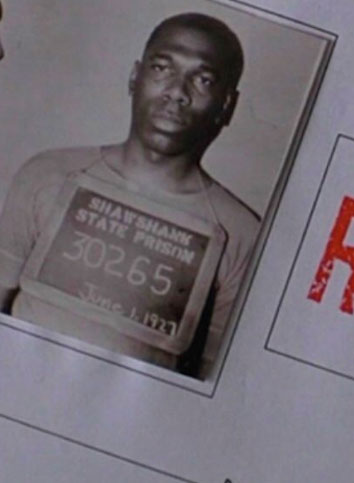 SHAWSHANK
STATE PRISON
30265
June 1, 1927
R